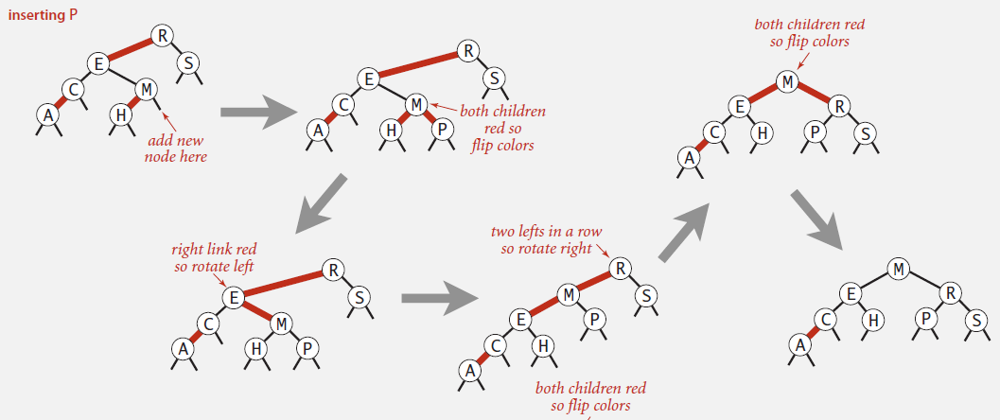 inserting P
R
E
S
C
M
A
H
add new
node here
R
E
S
C
M
A
H
P
both children
red so
flip colors
right link red
so rotate left
R
E
S
C
M
A
H
P
two lefts in a row
so rotate right
R
M
S
E
P
C
H
A
both children red
so flip colors
both children red
so flip colors
M
E
R
C
H
P
S
A
M
E
R
C
H
P
S
A